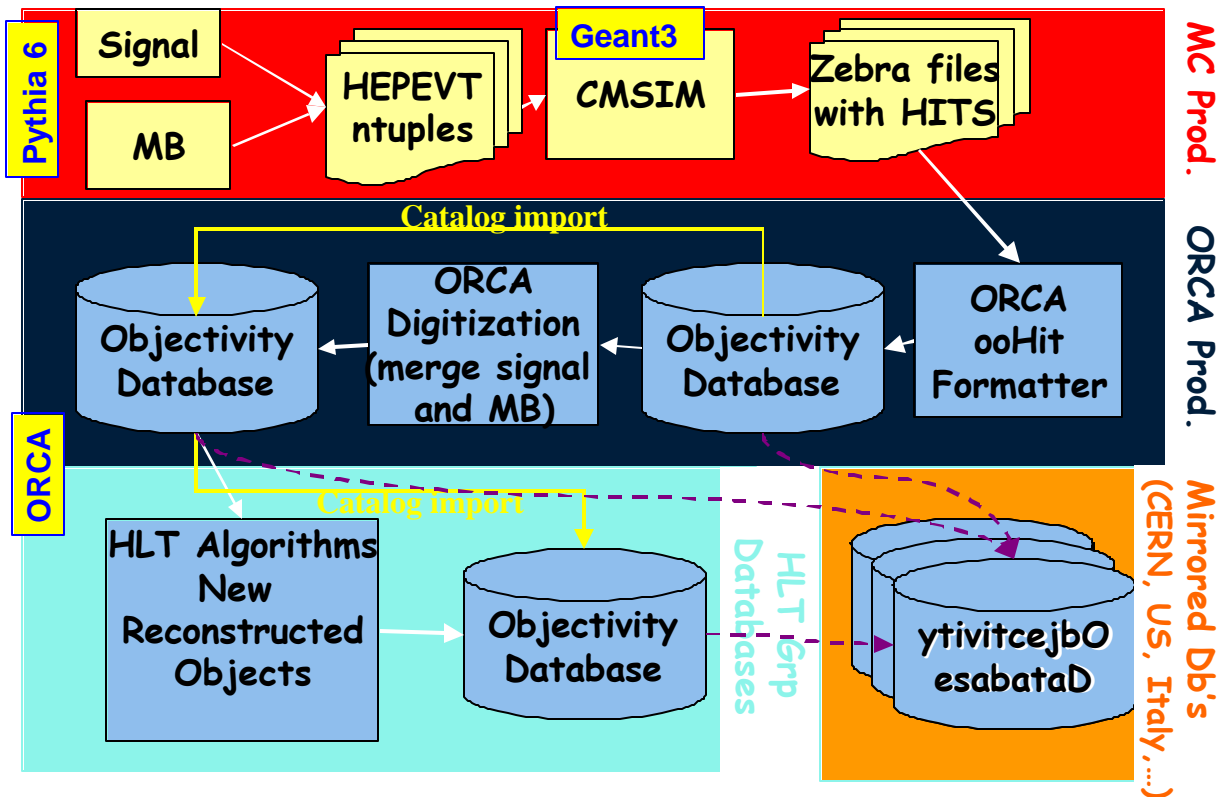 Pythia 6
Signal
MB
HEPEVT
ntuples
Geant3
CMSIM
Zebra files
with HITS
MC Prod.
Catalog import
Objectivity
Database
ORCA
Digitization
(merge signal
and MB)
Objectivity
Database
ORCA
ooHit
Formatter
ORCA Prod.
ORCA
Catalog import
HLT Algorithms
New
Reconstructed
Objects
Objectivity
Database
HLT Grp
Databases
ytivitcejbO
esabataD
Mirrored Db's
(CERN, US, Italy,...)